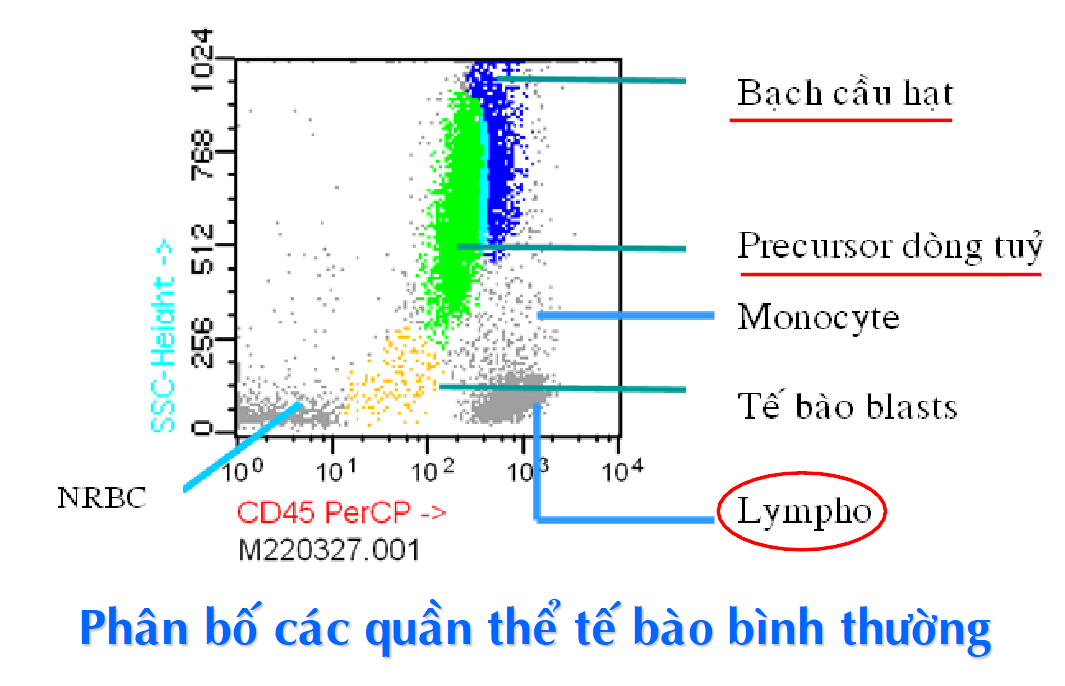 1024
768
512
256
0
SSC-Height ->
10^0 10^1 10^2 10^3 10^4
CD45 PerCP ->
M220327.001
NRBC
Bạch cầu hạt
Precursor dòng tuỷ
Monocyte
Tế bào blasts
Lympho
Phân bố các quần thể tế bào bình thường